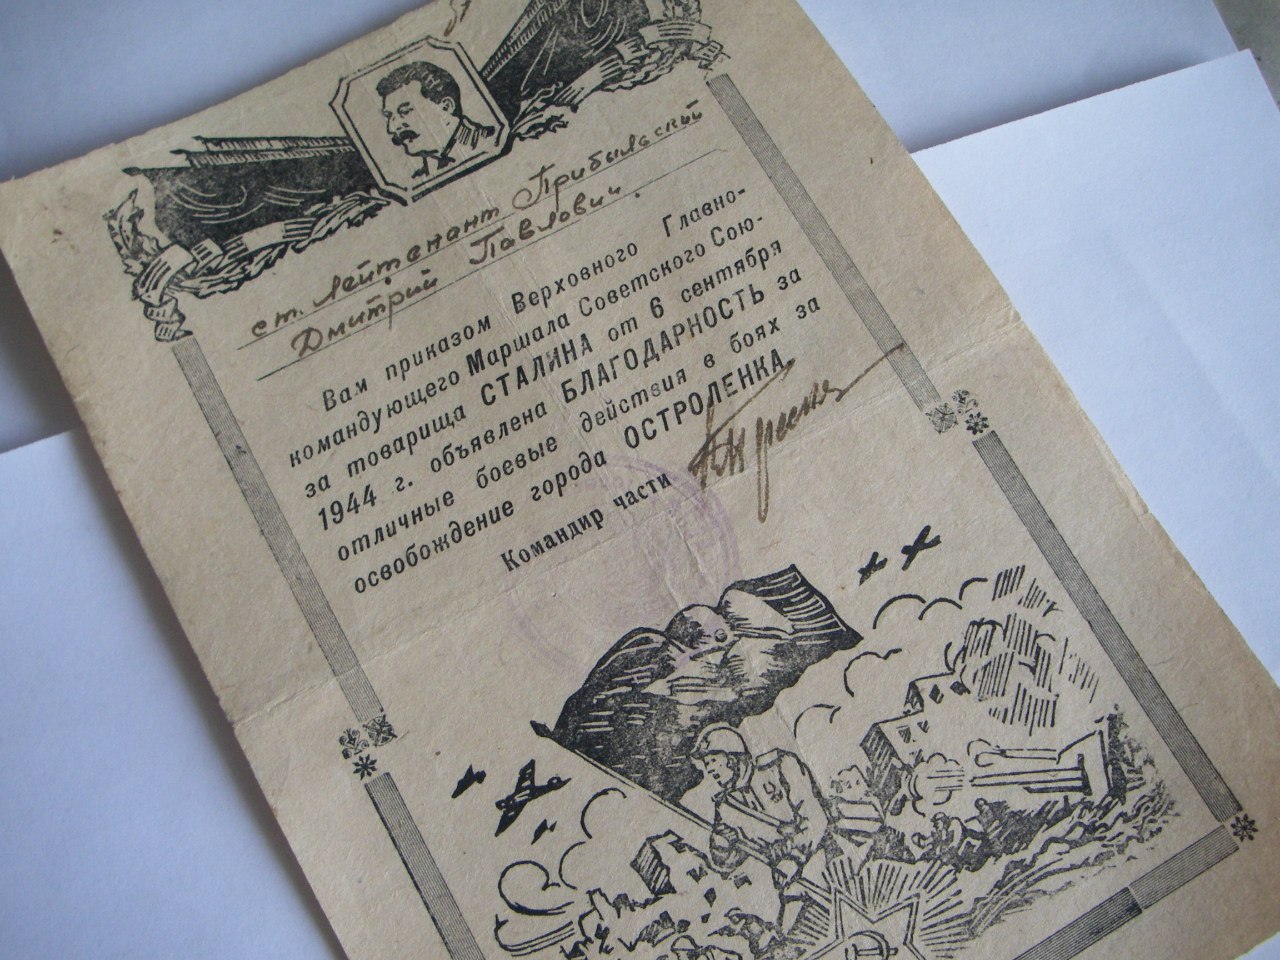 ст. Лейтенант Прибыльский
Дмитрий Павлович.
Вам приказом Верховного Главно-
командующего Маршала Советского Сою-
за товарища СТАЛИНА от 6 сентября
1944 г. объявлена БЛАГОДАРНОСТЬ за
отличные боевые действия в боях за
освобождение города ОСТРОЛЕНКА.
Командир части